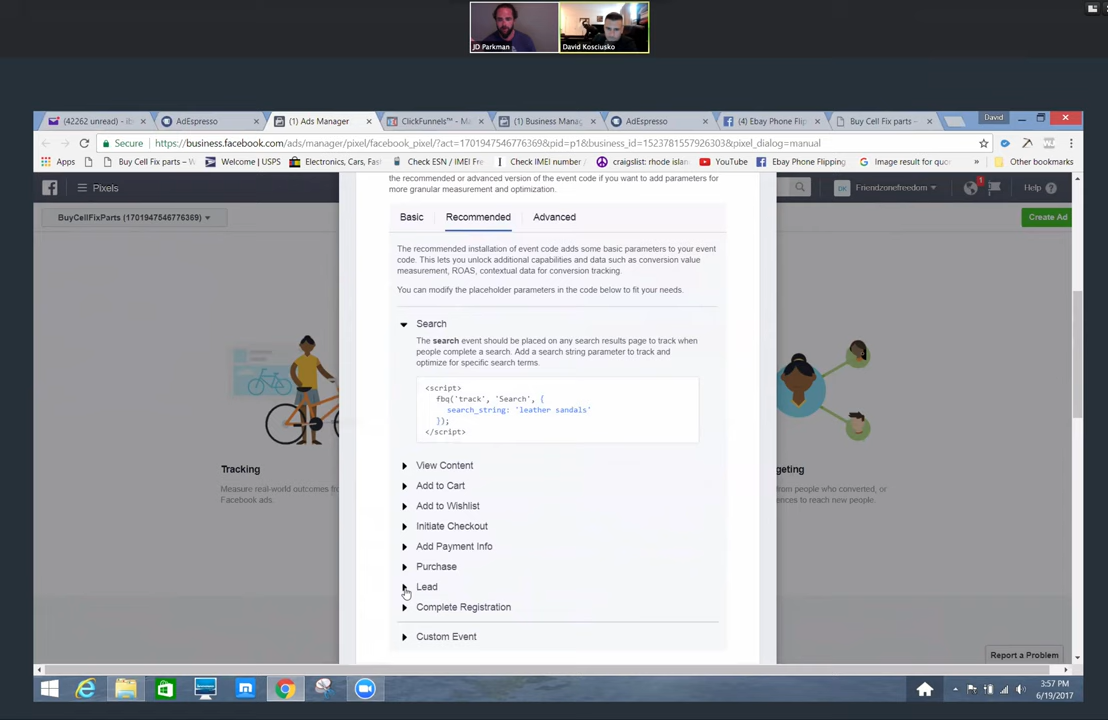 JD Parkman
David Kosciusko
(42262 unread) - ib
AdEspresso
(1) Ads Manager
ClickFunnels™ - Ma
(1) Business Manag
AdEspresso
(4) Ebay Phone Flip
Buy Cell Fix parts -
David
Secure
https://business.facebook.com/ads/manager/pixel/facebook_pixel/?act=1701947546776369&pid=p1&business_id=1523781557926303&pixel_dialog=manual
Apps
Buy Cell Fix parts – W
Welcome | USPS
Electronics, Cars, Fas
Check ESN / IMEI Fre
Check IMEI number
craigslist: rhode islan
YouTube
Ebay Phone Flipping
Image result for quo
»
Other bookmarks
Pixels
Friendzonefreedom
1
Help
BuyCellFixParts (1701947546776369)
Create Ad
the recommended or advanced version of the event code if you want to add parameters for
more granular measurement and optimization.
Basic
Recommended
Advanced
The recommended installation of event code adds some basic parameters to your event
code. This lets you unlock additional capabilities and data such as conversion value
measurement, ROAS, contextual data for conversion tracking.
You can modify the placeholder parameters in the code below to fit your needs.
Search
The search event should be placed on any search results page to track when
people complete a search. Add a search string parameter to track and
optimize for specific search terms.
<script>
fbq('track', 'Search', {
search_string: 'leather sandals'
});
</script>
View Content
Add to Cart
Add to Wishlist
Initiate Checkout
Add Payment Info
Purchase
Lead
Complete Registration
Custom Event
Tracking
Measure real-world outcomes fr
Facebook ads.
geting
from people who converted, or
iences to reach new people.
Report a Problem
3:57 PM
6/19/2017